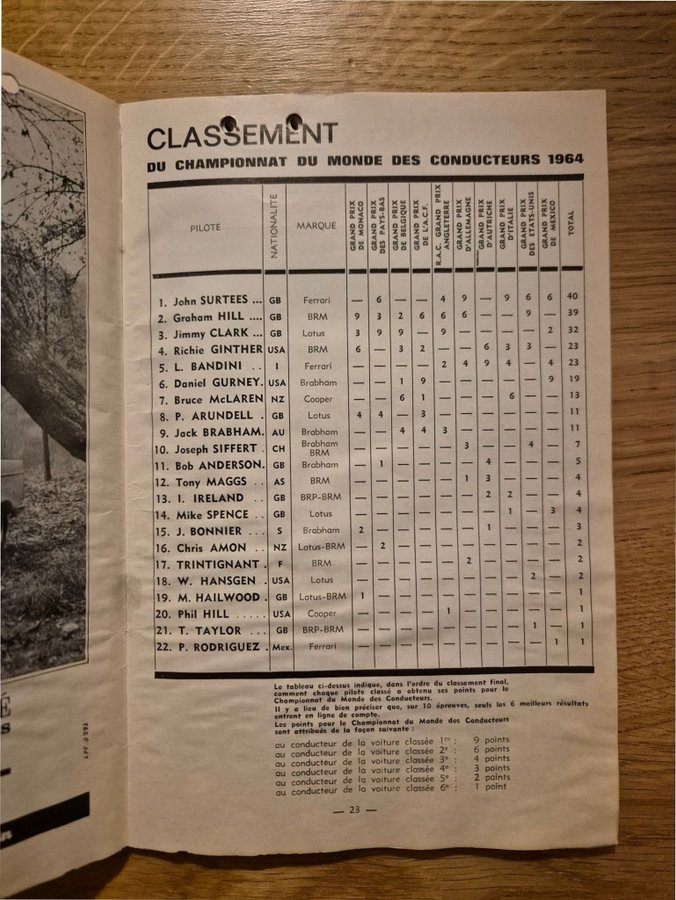 CLASSEMENT
DU CHAMPIONNAT DU MONDE DES CONDUCTEURS 1964
PILOTE NATIONALITÉ MARQUE GRAND PRIX DE MONACO GRAND PRIX DES PAYS-BAS GRAND PRIX DE BELGIQUE GRAND PRIX DE L'A.C.F. R.A.C. GRAND PRIX ANGLETERRE GRAND PRIX D'ALLEMAGNE GRAND PRIX D'AUTRICHE GRAND PRIX D'ITALIE GRAND PRIX DES ETATS-UNIS GRAND PRIX DE MEXICO TOTAL
1. John SURTEES ... GB Ferrari — 6 — — 4 9 — 9 6 6 40
2. Graham HILL .... GB BRM 9 3 2 6 6 6 — — 9 — 39
3. Jimmy CLARK ... GB Lotus 3 9 9 — 9 — — — — 2 32
4. Richie GINTHER USA BRM 6 — 3 2 — — 6 3 3 — 23
5. L. BANDINI .. I Ferrari — — — — 2 4 9 4 — 4 23
6. Daniel GURNEY. USA Brabham — — 1 9 — — — — — 9 19
7. Bruce McLAREN NZ Cooper — — 6 1 — — — 6 — — 13
8. P. ARUNDELL . GB Lotus 4 4 — 3 — — — — — — 11
9. Jack BRABHAM. AU Brabham — — 4 4 3 — — — — — 11
10. Joseph SIFFERT . CH Brabham BRM — — — — — 3 — — 4 — 7
11. Bob ANDERSON. GB Brabham — 1 — — — — 4 — — — 5
12. Tony MAGGS .. AS BRM — — — — — 1 3 — — — 4
13. I. IRELAND .. GB BRP-BRM — — — — — — 2 2 — — 4
14. Mike SPENCE .. GB Lotus — — — — — — — 1 — 3 4
15. J. BONNIER ... S Brabham 2 — — — — — 1 — — — 3
16. Chris AMON .. NZ Lotus-BRM — 2 — — — — — — — — 2
17. TRINTIGNANT . F BRM — — — — — 2 — — — — 2
18. W. HANSGEN . USA Lotus — — — — — — — — 2 — 2
19. M. HAILWOOD . GB Lotus-BRM 1 — — — — — — — — — 1
20. Phil HILL ..... USA Cooper — — — — 1 — — — — — 1
21. T. TAYLOR ... GB BRP-BRM — — — — — — — — 1 — 1
22. P. RODRIGUEZ . Mex. Ferrari — — — — — — — — — 1 1
Le tableau ci-dessus indique, dans l'ordre du classement final,
comment chaque pilote classé a obtenu ses points pour le
Championnat du Monde des Conducteurs.
Il y a lieu de bien préciser que, sur 10 épreuves, seuls les 6 meilleurs résultats
entrent en ligne de compte.
Les points pour le Championnat du Monde des Conducteurs
sont attribués de la façon suivante :
au conducteur de la voiture classée 1re : 9 points
au conducteur de la voiture classée 2e : 6 points
au conducteur de la voiture classée 3e : 4 points
au conducteur de la voiture classée 4e : 3 points
au conducteur de la voiture classée 5e : 2 points
au conducteur de la voiture classée 6e : 1 point
— 23 —